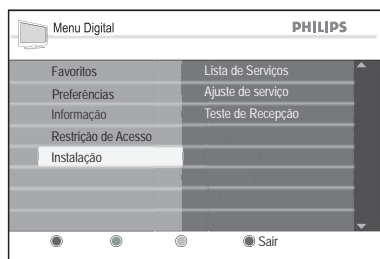 Menu Digital
PHILIPS
Favoritos
Lista de Serviços
Preferências
Ajuste de serviço
Informação
Teste de Recepção
Restrição de Acesso
Instalação
Sair